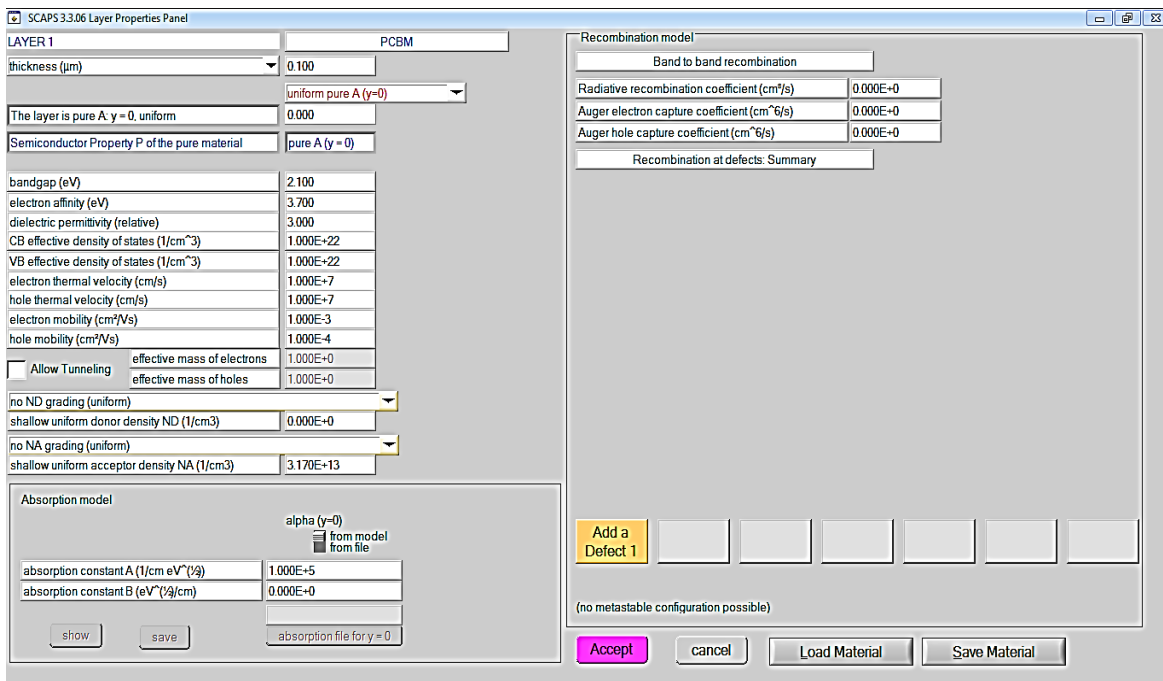 SCAPS 3.3.06 Layer Properties Panel
LAYER 1 PCBM
thickness (µm) 0.100
uniform pure A (y=0)
The layer is pure A: y = 0, uniform 0.000
Semiconductor Property P of the pure material pure A (y = 0)
bandgap (eV) 2.100
electron affinity (eV) 3.700
dielectric permittivity (relative) 3.000
CB effective density of states (1/cm^3) 1.000E+22
VB effective density of states (1/cm^3) 1.000E+22
electron thermal velocity (cm/s) 1.000E+7
hole thermal velocity (cm/s) 1.000E+7
electron mobility (cm²/Vs) 1.000E-3
hole mobility (cm²/Vs) 1.000E-4
Allow Tunneling
effective mass of electrons 1.000E+0
effective mass of holes 1.000E+0
no ND grading (uniform)
shallow uniform donor density ND (1/cm3) 0.000E+0
no NA grading (uniform)
shallow uniform acceptor density NA (1/cm3) 3.170E+13
Absorption model
alpha (y=0)
from model
from file
absorption constant A (1/cm eV^(½)) 1.000E+5
absorption constant B (eV^(½)/cm) 0.000E+0
show save absorption file for y = 0
Recombination model
Band to band recombination
Radiative recombination coefficient (cm³/s) 0.000E+0
Auger electron capture coefficient (cm^6/s) 0.000E+0
Auger hole capture coefficient (cm^6/s) 0.000E+0
Recombination at defects: Summary
Add a
Defect 1
(no metastable configuration possible)
Accept cancel Load Material Save Material